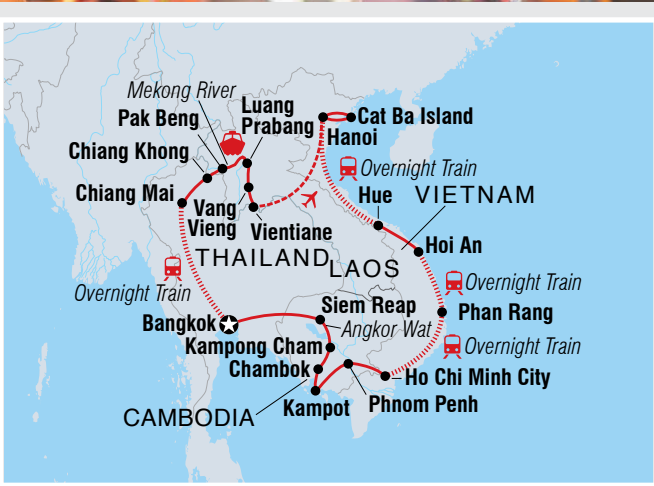 Mekong River
Luang
Prabang
Pak Beng
Cat Ba Island
Hanoi
Chiang Khong
Overnight Train
Chiang Mai
Hue
VIETNAM
Vang
Vieng
Vientiane
Hoi An
THAILAND
LAOS
Overnight Train
Overnight Train
Siem Reap
Phan Rang
Bangkok
Angkor Wat
Kampong Cham
Overnight Train
Chambok
Ho Chi Minh City
Kampot
Phnom Penh
CAMBODIA